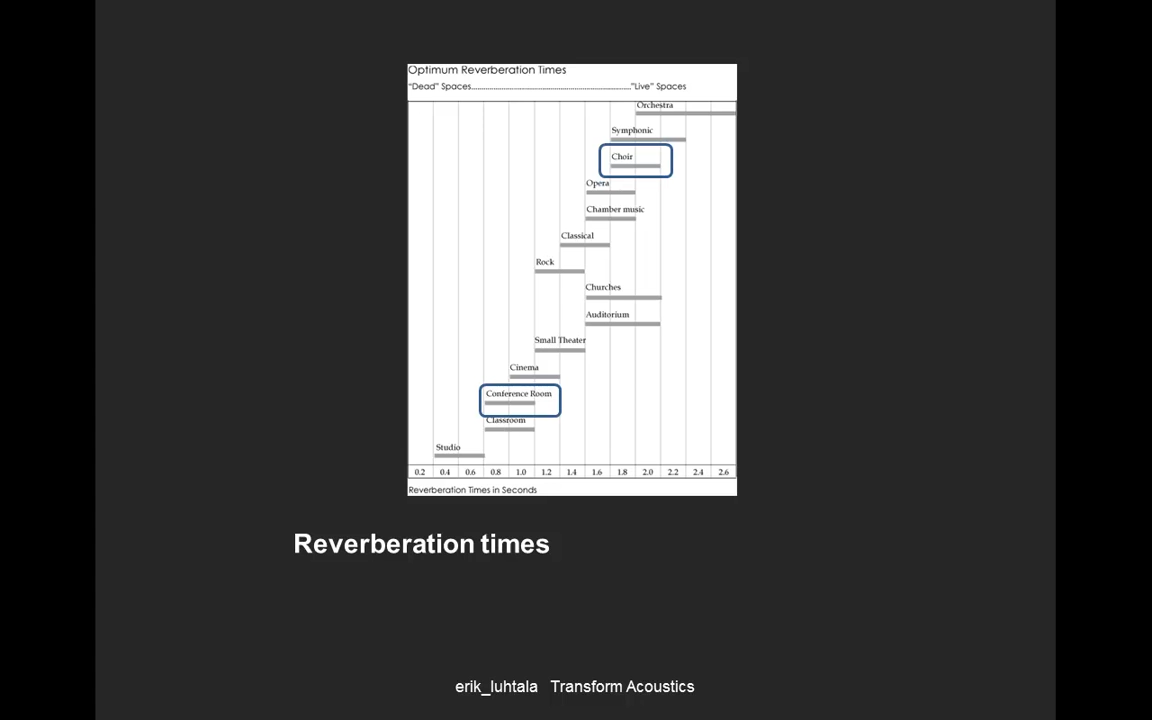 Optimum Reverberation Times
"Dead" Spaces..........................................................."Live" Spaces
Orchestra
Symphonic
Choir
Opera
Chamber music
Classical
Rock
Churches
Auditorium
Small Theater
Cinema
Conference Room
Classroom
Studio
0.2 0.4 0.6 0.8 1.0 1.2 1.4 1.6 1.8 2.0 2.2 2.4 2.6
Reverberation Times in Seconds
Reverberation times
erik_luhtala Transform Acoustics